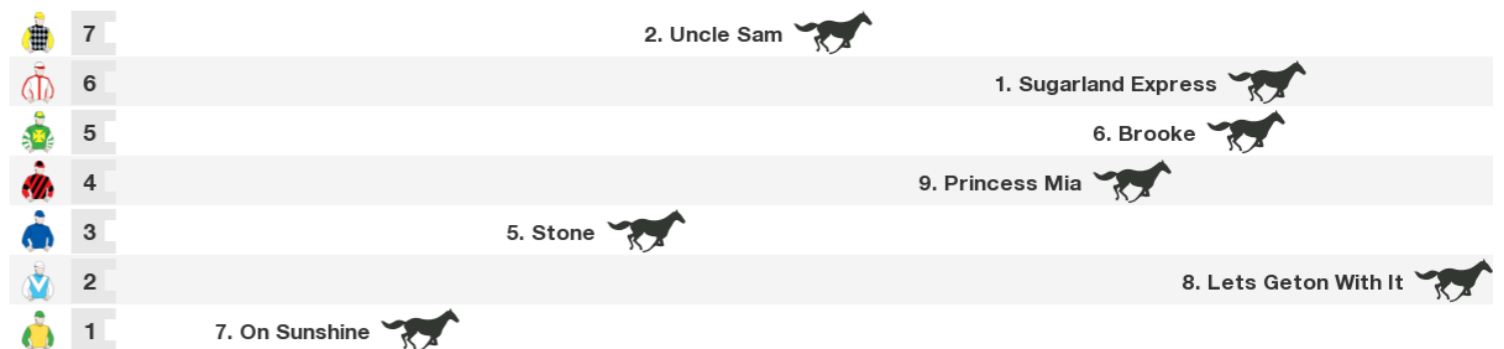 7 2. Uncle Sam
6 1. Sugarland Express
5 6. Brooke
4 9. Princess Mia
3 5. Stone
2 8. Lets Geton With It
1 7. On Sunshine